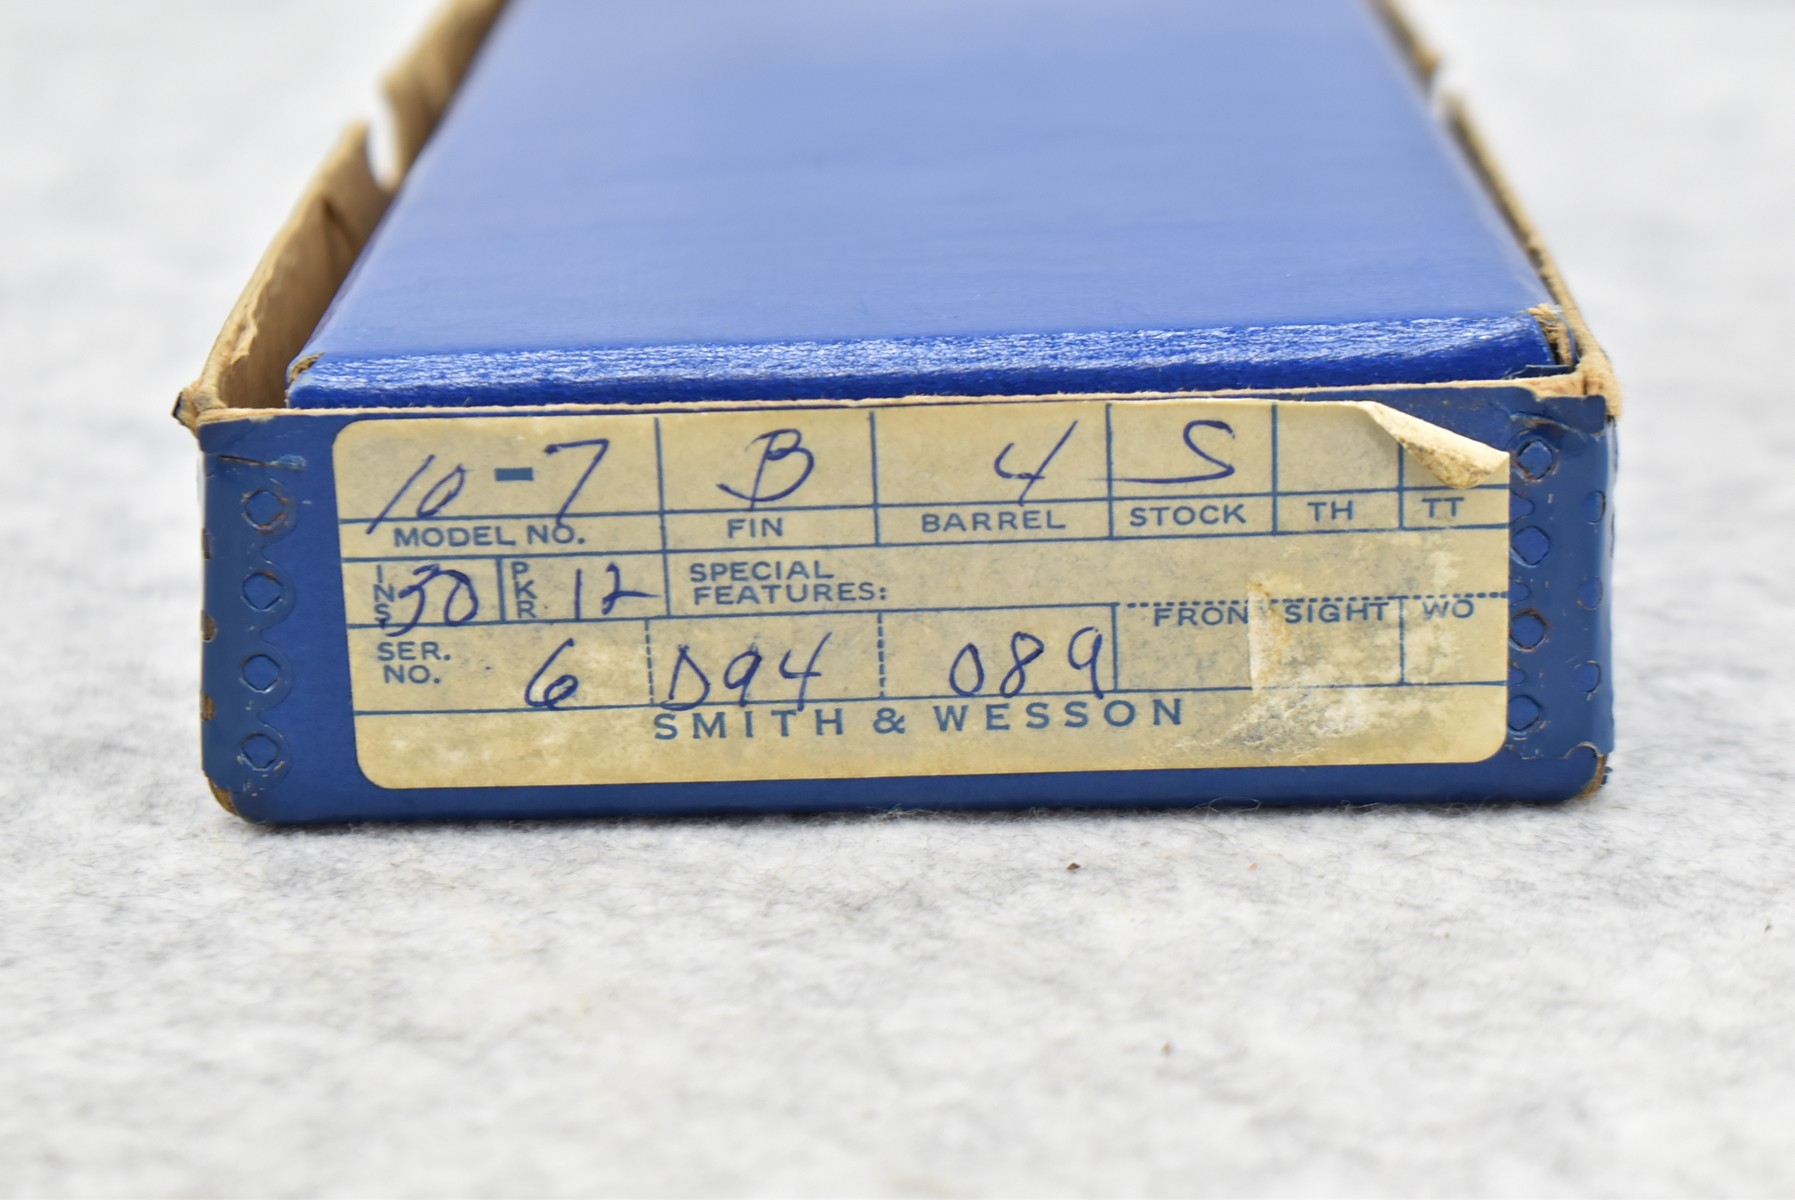 10-7 B 4 S
MODEL NO. FIN BARREL STOCK TH TT
INS 30 PKR 12 SPECIAL FEATURES:
FRONT SIGHT WO
SER. NO. 6 D94 089
SMITH & WESSON